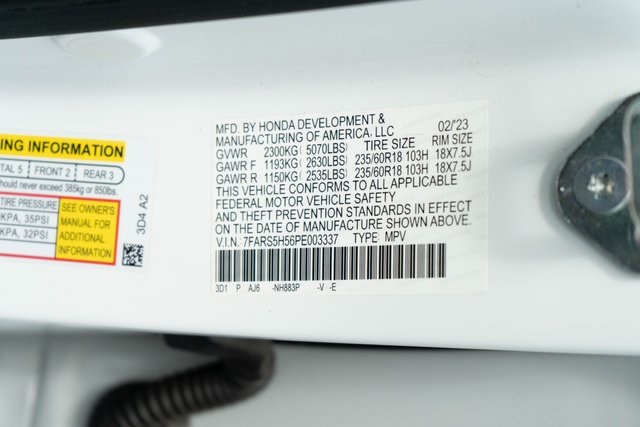 ING INFORMATION
TAL 5 FRONT 2 REAR 3
hould never exceed 385kg or 850lbs.
TIRE PRESSURE
KPA, 35PSI
KPA, 32PSI
SEE OWNER'S
MANUAL FOR
ADDITIONAL
INFORMATION
3D4 A2
MFD. BY HONDA DEVELOPMENT & 02/'23
MANUFACTURING OF AMERICA, LLC TIRE SIZE RIM SIZE
GVWR 2300KG (5070LBS)
GAWR F 1193KG (2630LBS) 235/60R18 103H 18X7.5J
GAWR R 1150KG (2535LBS) 235/60R18 103H 18X7.5J
THIS VEHICLE CONFORMS TO ALL APPLICABLE
FEDERAL MOTOR VEHICLE SAFETY
AND THEFT PREVENTION STANDARDS IN EFFECT
ON THE DATE OF MANUFACTURE SHOWN ABOVE.
V.I.N. 7FARS5H56PE003337 TYPE: MPV
3D1 P AJ6 -NH883P -V -E